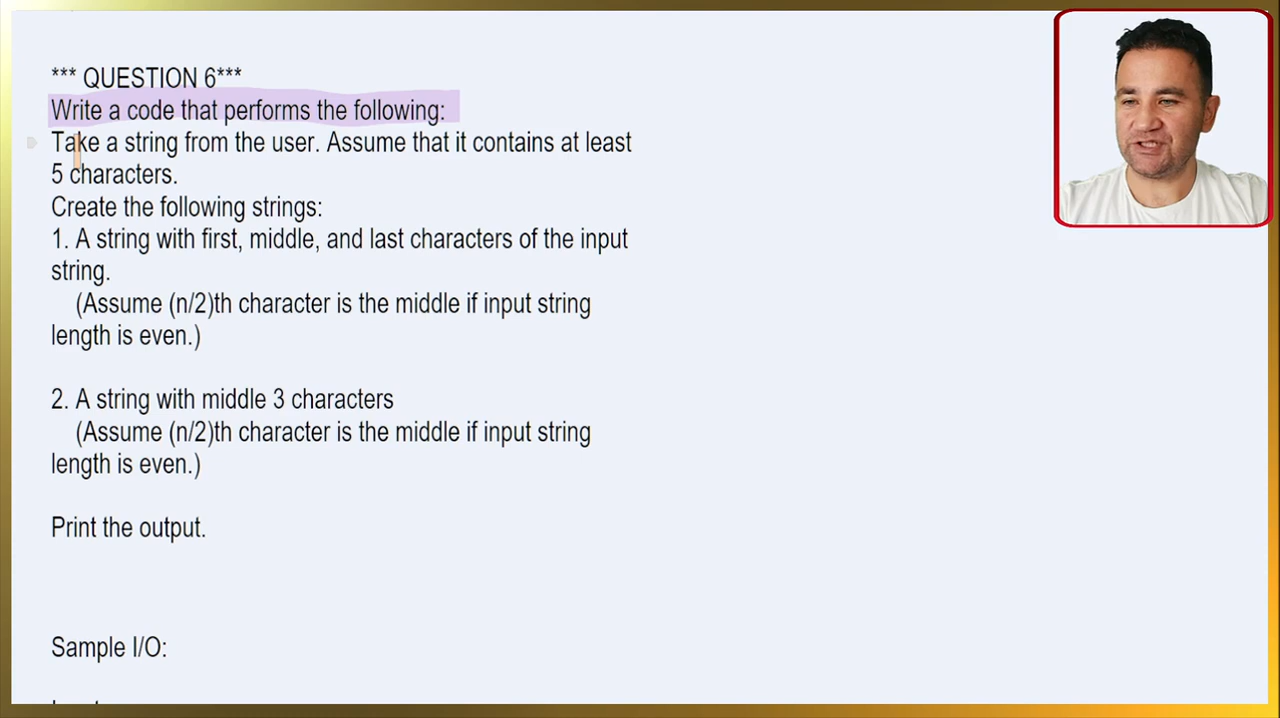 *** QUESTION 6***
Write a code that performs the following:
Take a string from the user. Assume that it contains at least
5 characters.
Create the following strings:
1. A string with first, middle, and last characters of the input
string.
(Assume (n/2)th character is the middle if input string
length is even.)
2. A string with middle 3 characters
(Assume (n/2)th character is the middle if input string
length is even.)
Print the output.
Sample I/O: